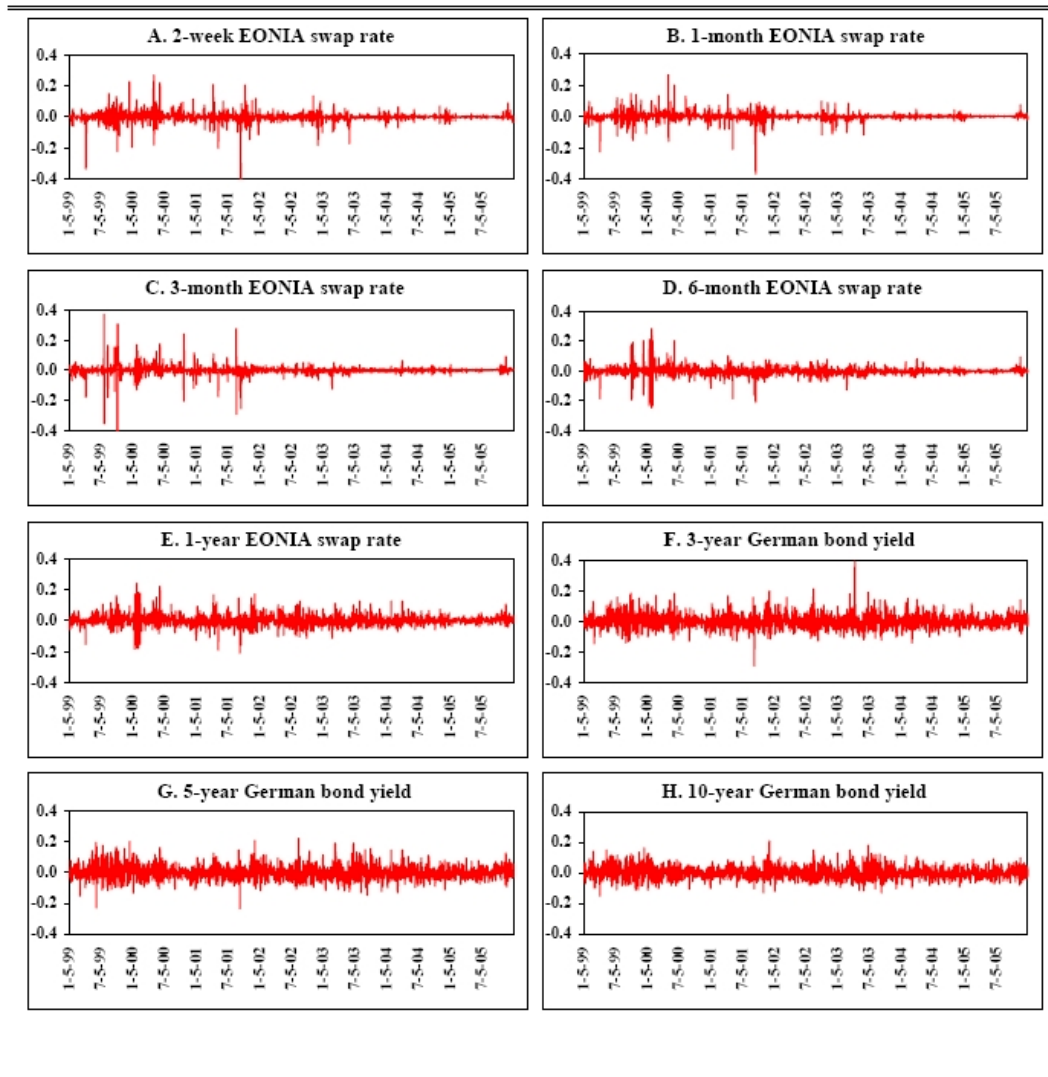 A. 2-week EONIA swap rate
0.4
0.2
0.0
-0.2
-0.4
1-5-99 7-5-99 1-5-00 7-5-00 1-5-01 7-5-01 1-5-02 7-5-02 1-5-03 7-5-03 1-5-04 7-5-04 1-5-05 7-5-05
B. 1-month EONIA swap rate
0.4
0.2
0.0
-0.2
-0.4
1-5-99 7-5-99 1-5-00 7-5-00 1-5-01 7-5-01 1-5-02 7-5-02 1-5-03 7-5-03 1-5-04 7-5-04 1-5-05 7-5-05
C. 3-month EONIA swap rate
0.4
0.2
0.0
-0.2
-0.4
1-5-99 7-5-99 1-5-00 7-5-00 1-5-01 7-5-01 1-5-02 7-5-02 1-5-03 7-5-03 1-5-04 7-5-04 1-5-05 7-5-05
D. 6-month EONIA swap rate
0.4
0.2
0.0
-0.2
-0.4
1-5-99 7-5-99 1-5-00 7-5-00 1-5-01 7-5-01 1-5-02 7-5-02 1-5-03 7-5-03 1-5-04 7-5-04 1-5-05 7-5-05
E. 1-year EONIA swap rate
0.4
0.2
0.0
-0.2
-0.4
1-5-99 7-5-99 1-5-00 7-5-00 1-5-01 7-5-01 1-5-02 7-5-02 1-5-03 7-5-03 1-5-04 7-5-04 1-5-05 7-5-05
F. 3-year German bond yield
0.4
0.2
0.0
-0.2
-0.4
1-5-99 7-5-99 1-5-00 7-5-00 1-5-01 7-5-01 1-5-02 7-5-02 1-5-03 7-5-03 1-5-04 7-5-04 1-5-05 7-5-05
G. 5-year German bond yield
0.4
0.2
0.0
-0.2
-0.4
1-5-99 7-5-99 1-5-00 7-5-00 1-5-01 7-5-01 1-5-02 7-5-02 1-5-03 7-5-03 1-5-04 7-5-04 1-5-05 7-5-05
H. 10-year German bond yield
0.4
0.2
0.0
-0.2
-0.4
1-5-99 7-5-99 1-5-00 7-5-00 1-5-01 7-5-01 1-5-02 7-5-02 1-5-03 7-5-03 1-5-04 7-5-04 1-5-05 7-5-05